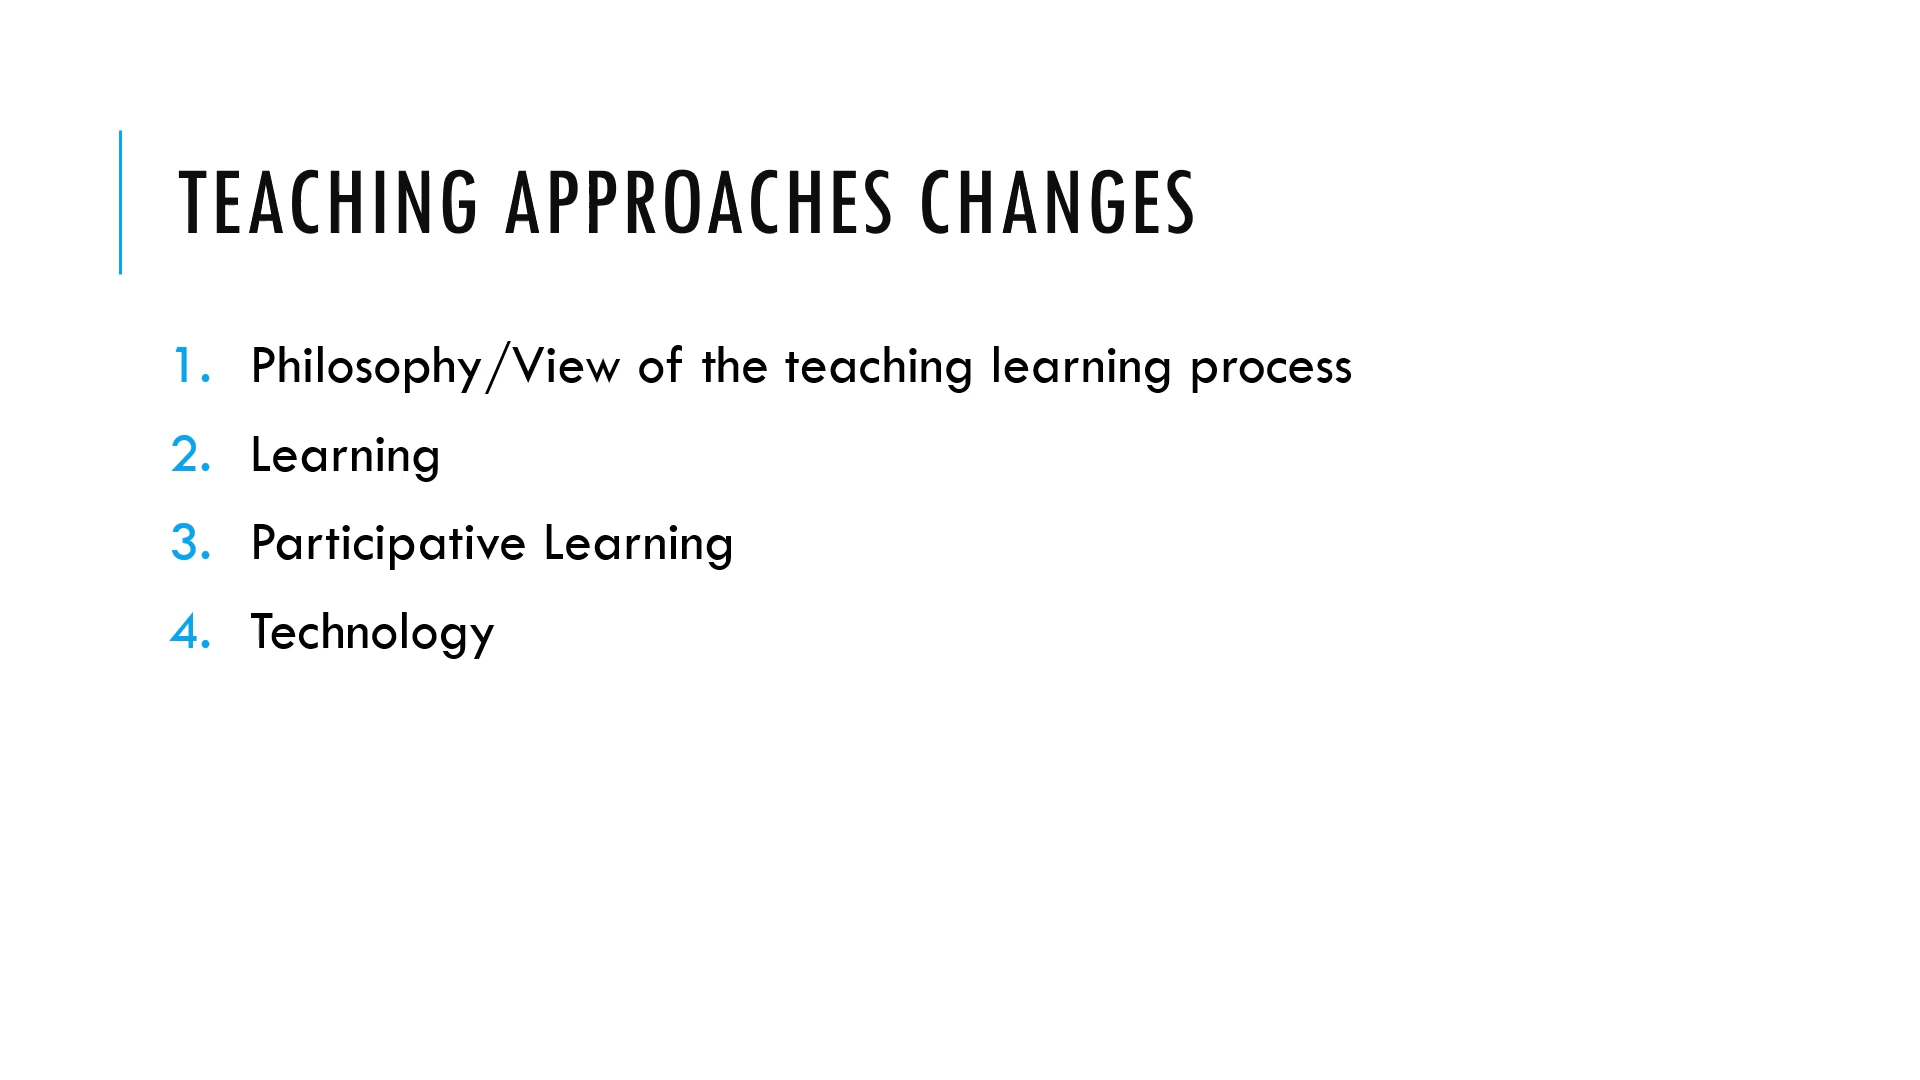 TEACHING APPROACHES CHANGES
1. Philosophy/View of the teaching learning process
2. Learning
3. Participative Learning
4. Technology